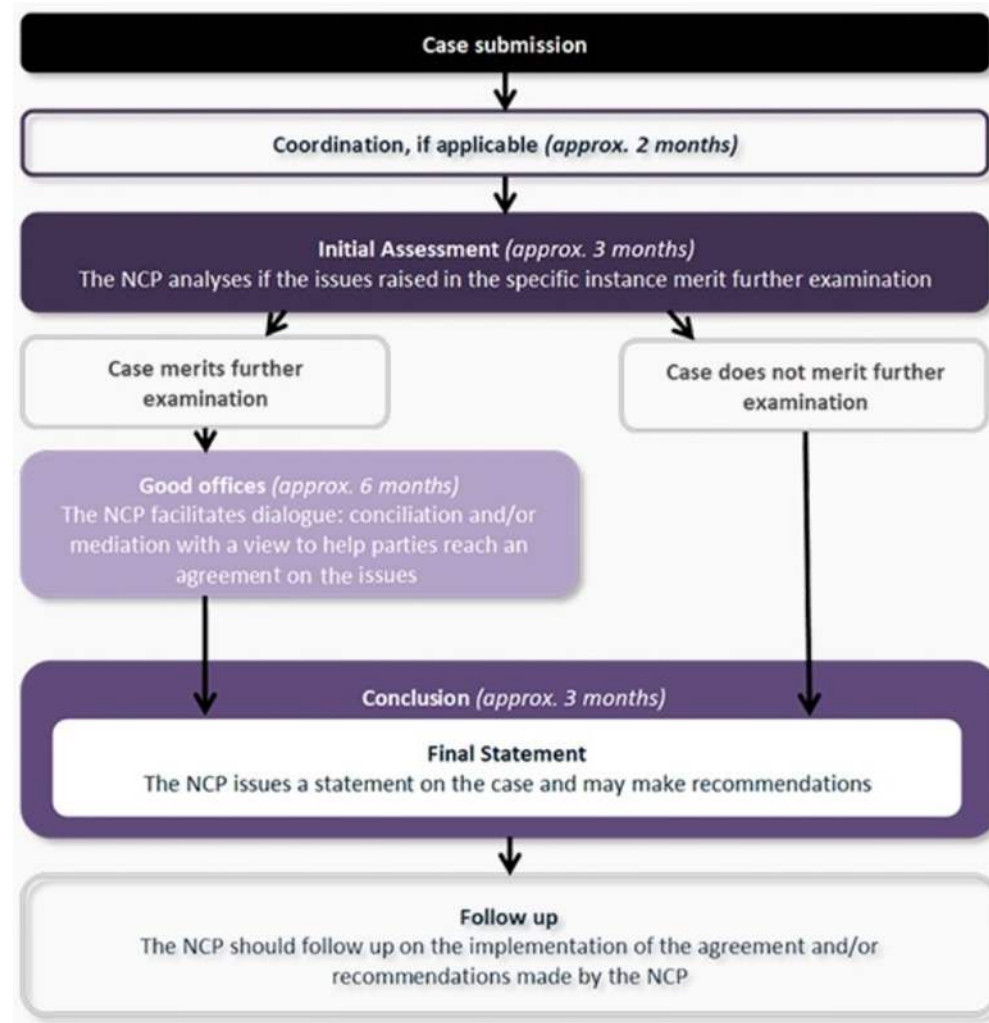 Case submission
Coordination, if applicable (approx. 2 months)
Initial Assessment (approx. 3 months)
The NCP analyses if the issues raised in the specific instance merit further examination
Case merits further
examination
Case does not merit further
examination
Good offices (approx. 6 months)
The NCP facilitates dialogue: conciliation and/or
mediation with a view to help parties reach an
agreement on the issues
Conclusion (approx. 3 months)
Final Statement
The NCP issues a statement on the case and may make recommendations
Follow up
The NCP should follow up on the implementation of the agreement and/or
recommendations made by the NCP